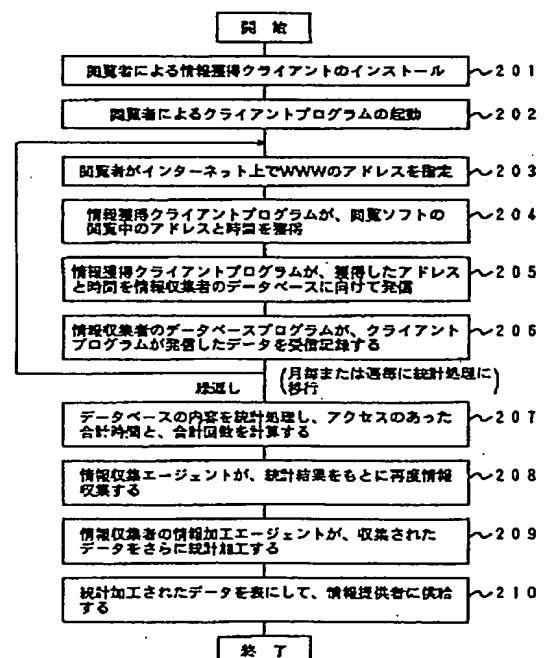 開 始
閲覧者による情報獲得クライアントのインストール
～201
閲覧者によるクライアントプログラムの起動
～202
閲覧者がインターネット上でWWWのアドレスを指定
～203
情報獲得クライアントプログラムが、閲覧ソフトの
閲覧中のアドレスと時間を獲得
～204
情報獲得クライアントプログラムが、獲得したアドレス
と時間を情報収集者のデータベースに向けて発信
～205
情報収集者のデータベースプログラムが、クライアント
プログラムが発信したデータを受信記録する
～206
繰返し
(月毎または週毎に統計処理に
移行)
データベースの内容を統計処理し、アクセスのあった
合計時間と、合計回数を計算する
～207
情報収集エージェントが、統計結果をもとに再度情報
収集する
～208
情報収集者の情報加工エージェントが、収集された
データをさらに統計加工する
～209
統計加工されたデータを表にして、情報提供者に供給
する
～210
終 了